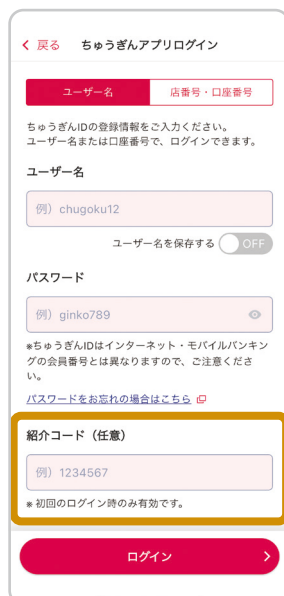 戻る ちゅうぎんアプリログイン
ユーザー名 店番号・口座番号
ちゅうぎんIDの登録情報をご入力ください。
ユーザー名または口座番号で、ログインできます。
ユーザー名
例）chugoku12
ユーザー名を保存する OFF
パスワード
例）ginko789
※ちゅうぎんIDはインターネット・モバイルバンキン
グの会員番号とは異なりますので、ご注意くださ
い。
パスワードをお忘れの場合はこちら
紹介コード（任意）
例）1234567
※初回のログイン時のみ有効です。
ログイン